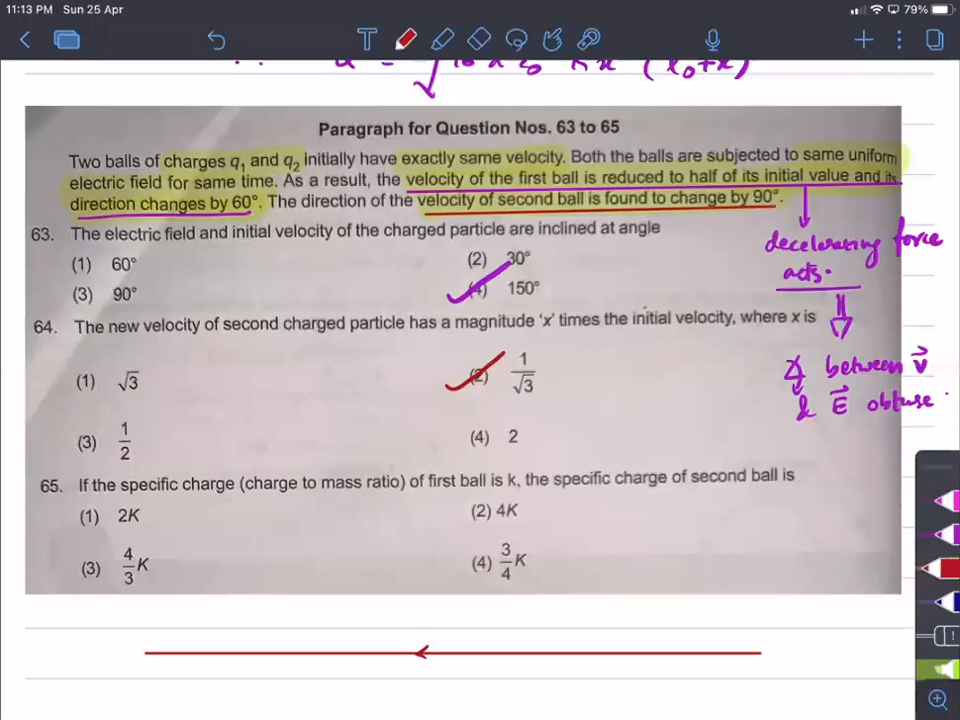 11:13 PM Sun 25 Apr
79%
Paragraph for Question Nos. 63 to 65
Two balls of charges q1 and q2 initially have exactly same velocity. Both the balls are subjected to same uniform
electric field for same time. As a result, the velocity of the first ball is reduced to half of its initial value and its
direction changes by 60°. The direction of the velocity of second ball is found to change by 90°.
63. The electric field and initial velocity of the charged particle are inclined at angle
(1) 60° (2) 30°
(3) 90° (4) 150°
64. The new velocity of second charged particle has a magnitude 'x' times the initial velocity, where x is
(1) √3 (2) 1/√3
(3) 1/2 (4) 2
65. If the specific charge (charge to mass ratio) of first ball is k, the specific charge of second ball is
(1) 2K (2) 4K
(3) 4/3 K (4) 3/4 K
decelerating force
acts.
⇓
∡ between v⃗
& E⃗ obtuse.